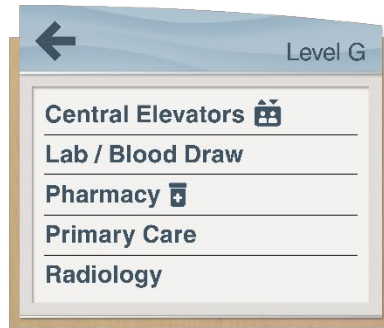 Level G
Central Elevators
Lab / Blood Draw
Pharmacy
Primary Care
Radiology